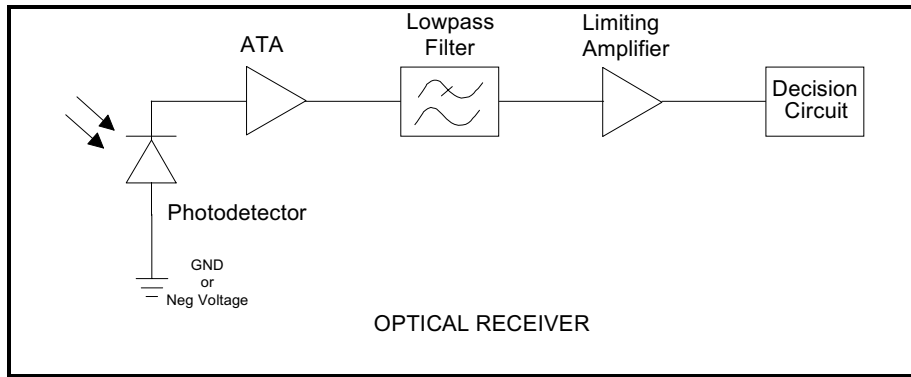 Lowpass
Filter
Limiting
Amplifier
ATA
Decision
Circuit
Photodetector
GND
or
Neg Voltage
OPTICAL RECEIVER